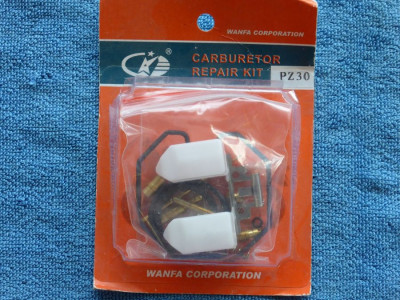 WANFA CORPORATION
CARBURETOR
REPAIR KIT
PZ30
WANFA CORPORATION